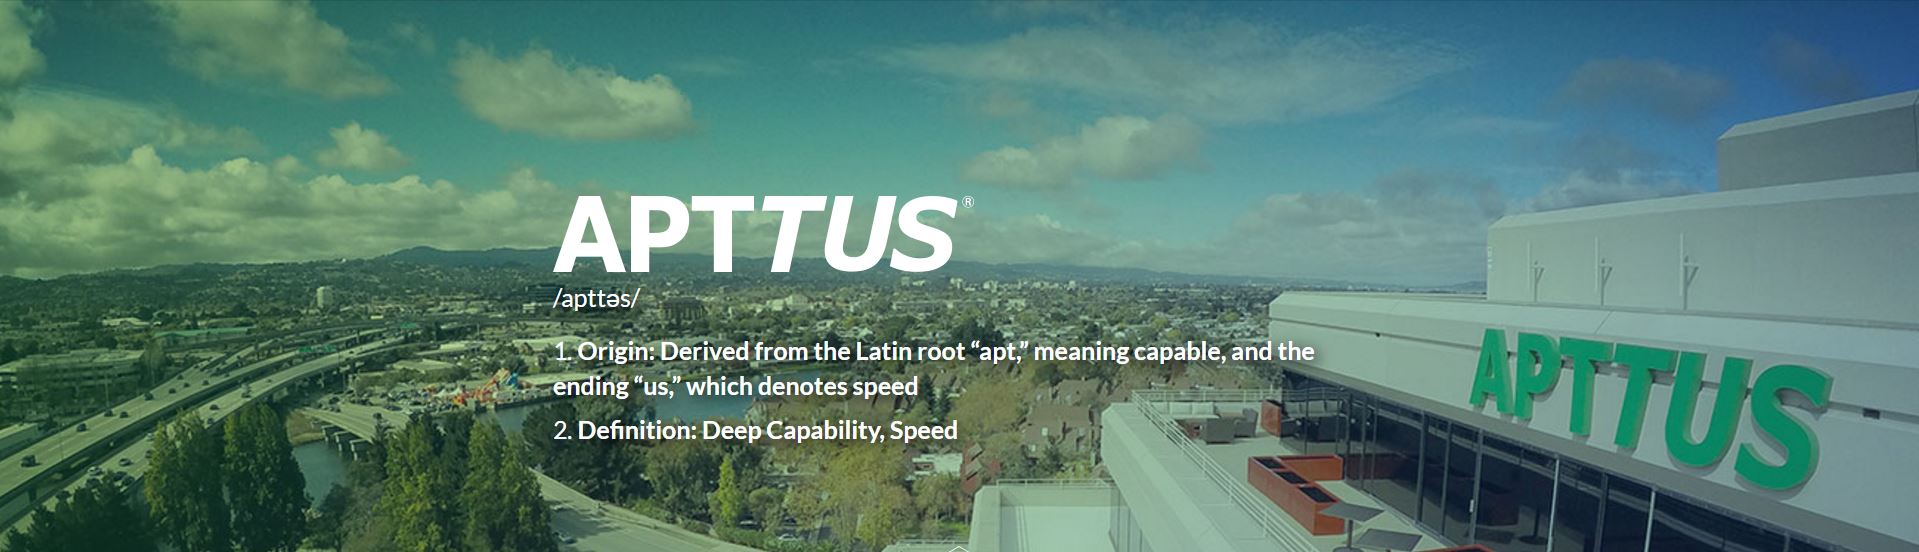 APTTUS®
/apttəs/
1. Origin: Derived from the Latin root “apt,” meaning capable, and the
ending “us,” which denotes speed
2. Definition: Deep Capability, Speed
APTTUS